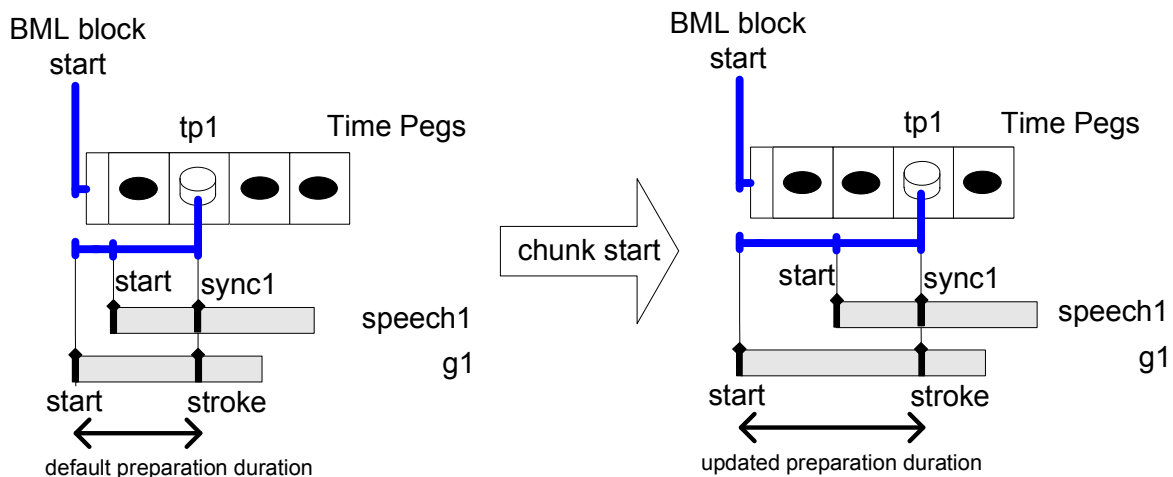 BML block
start
tp1
Time Pegs
start
sync1
speech1
g1
start
stroke
default preparation duration
chunk start
BML block
start
tp1
Time Pegs
start
sync1
speech1
g1
start
stroke
updated preparation duration